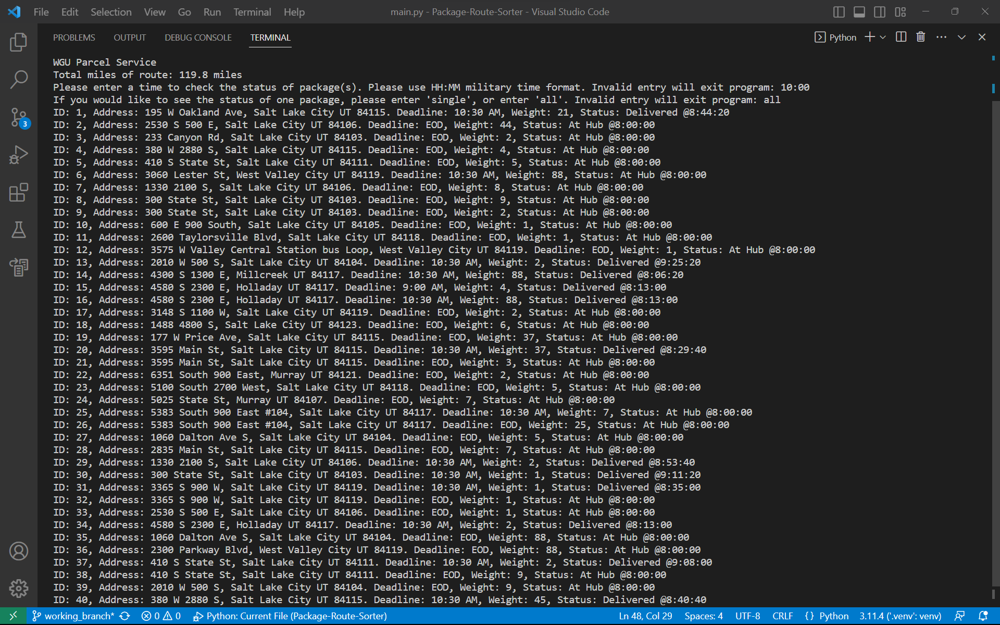 File Edit Selection View Go Run Terminal Help main.py - Package-Route-Sorter - Visual Studio Code
PROBLEMS OUTPUT DEBUG CONSOLE TERMINAL Python
WGU Parcel Service
Total miles of route: 119.8 miles
Please enter a time to check the status of package(s). Please use HH:MM military time format. Invalid entry will exit program: 10:00
If you would like to see the status of one package, please enter 'single', or enter 'all'. Invalid entry will exit program: all
ID: 1, Address: 195 W Oakland Ave, Salt Lake City UT 84115. Deadline: 10:30 AM, Weight: 21, Status: Delivered @8:44:20
ID: 2, Address: 2530 S 500 E, Salt Lake City UT 84106. Deadline: EOD, Weight: 44, Status: At Hub @8:00:00
ID: 3, Address: 233 Canyon Rd, Salt Lake City UT 84103. Deadline: EOD, Weight: 2, Status: At Hub @8:00:00
ID: 4, Address: 380 W 2880 S, Salt Lake City UT 84115. Deadline: EOD, Weight: 4, Status: At Hub @8:00:00
ID: 5, Address: 410 S State St, Salt Lake City UT 84111. Deadline: EOD, Weight: 5, Status: At Hub @8:00:00
ID: 6, Address: 3060 Lester St, West Valley City UT 84119. Deadline: 10:30 AM, Weight: 88, Status: At Hub @8:00:00
ID: 7, Address: 1330 2100 S, Salt Lake City UT 84106. Deadline: EOD, Weight: 8, Status: At Hub @8:00:00
ID: 8, Address: 300 State St, Salt Lake City UT 84103. Deadline: EOD, Weight: 9, Status: At Hub @8:00:00
ID: 9, Address: 300 State St, Salt Lake City UT 84103. Deadline: EOD, Weight: 2, Status: At Hub @8:00:00
ID: 10, Address: 600 E 900 South, Salt Lake City UT 84105. Deadline: EOD, Weight: 1, Status: At Hub @8:00:00
ID: 11, Address: 2600 Taylorsville Blvd, Salt Lake City UT 84118. Deadline: EOD, Weight: 1, Status: At Hub @8:00:00
ID: 12, Address: 3575 W Valley Central Station bus Loop, West Valley City UT 84119. Deadline: EOD, Weight: 1, Status: At Hub @8:00:00
ID: 13, Address: 2010 W 500 S, Salt Lake City UT 84104. Deadline: 10:30 AM, Weight: 2, Status: Delivered @9:25:20
ID: 14, Address: 4300 S 1300 E, Millcreek UT 84117. Deadline: 10:30 AM, Weight: 88, Status: Delivered @8:06:20
ID: 15, Address: 4580 S 2300 E, Holladay UT 84117. Deadline: 9:00 AM, Weight: 4, Status: Delivered @8:13:00
ID: 16, Address: 4580 S 2300 E, Holladay UT 84117. Deadline: 10:30 AM, Weight: 88, Status: Delivered @8:13:00
ID: 17, Address: 3148 S 1100 W, Salt Lake City UT 84119. Deadline: EOD, Weight: 2, Status: At Hub @8:00:00
ID: 18, Address: 1488 4800 S, Salt Lake City UT 84123. Deadline: EOD, Weight: 6, Status: At Hub @8:00:00
ID: 19, Address: 177 W Price Ave, Salt Lake City UT 84115. Deadline: EOD, Weight: 37, Status: At Hub @8:00:00
ID: 20, Address: 3595 Main St, Salt Lake City UT 84115. Deadline: 10:30 AM, Weight: 37, Status: Delivered @8:29:40
ID: 21, Address: 3595 Main St, Salt Lake City UT 84115. Deadline: EOD, Weight: 3, Status: At Hub @8:00:00
ID: 22, Address: 6351 South 900 East, Murray UT 84121. Deadline: EOD, Weight: 2, Status: At Hub @8:00:00
ID: 23, Address: 5100 South 2700 West, Salt Lake City UT 84118. Deadline: EOD, Weight: 5, Status: At Hub @8:00:00
ID: 24, Address: 5025 State St, Murray UT 84107. Deadline: EOD, Weight: 7, Status: At Hub @8:00:00
ID: 25, Address: 5383 South 900 East #104, Salt Lake City UT 84117. Deadline: 10:30 AM, Weight: 7, Status: At Hub @8:00:00
ID: 26, Address: 5383 South 900 East #104, Salt Lake City UT 84117. Deadline: EOD, Weight: 25, Status: At Hub @8:00:00
ID: 27, Address: 1060 Dalton Ave S, Salt Lake City UT 84104. Deadline: EOD, Weight: 5, Status: At Hub @8:00:00
ID: 28, Address: 2835 Main St, Salt Lake City UT 84115. Deadline: EOD, Weight: 7, Status: At Hub @8:00:00
ID: 29, Address: 1330 2100 S, Salt Lake City UT 84106. Deadline: 10:30 AM, Weight: 2, Status: Delivered @8:53:40
ID: 30, Address: 300 State St, Salt Lake City UT 84103. Deadline: 10:30 AM, Weight: 1, Status: Delivered @9:11:20
ID: 31, Address: 3365 S 900 W, Salt Lake City UT 84119. Deadline: 10:30 AM, Weight: 1, Status: Delivered @8:35:00
ID: 32, Address: 3365 S 900 W, Salt Lake City UT 84119. Deadline: EOD, Weight: 1, Status: At Hub @8:00:00
ID: 33, Address: 2530 S 500 E, Salt Lake City UT 84106. Deadline: EOD, Weight: 1, Status: At Hub @8:00:00
ID: 34, Address: 4580 S 2300 E, Holladay UT 84117. Deadline: 10:30 AM, Weight: 2, Status: Delivered @8:13:00
ID: 35, Address: 1060 Dalton Ave S, Salt Lake City UT 84104. Deadline: EOD, Weight: 88, Status: At Hub @8:00:00
ID: 36, Address: 2300 Parkway Blvd, West Valley City UT 84119. Deadline: EOD, Weight: 88, Status: At Hub @8:00:00
ID: 37, Address: 410 S State St, Salt Lake City UT 84111. Deadline: 10:30 AM, Weight: 2, Status: Delivered @9:08:00
ID: 38, Address: 410 S State St, Salt Lake City UT 84111. Deadline: EOD, Weight: 9, Status: At Hub @8:00:00
ID: 39, Address: 2010 W 500 S, Salt Lake City UT 84104. Deadline: EOD, Weight: 9, Status: At Hub @8:00:00
ID: 40, Address: 380 W 2880 S, Salt Lake City UT 84115. Deadline: 10:30 AM, Weight: 45, Status: Delivered @8:40:40
3
working_branch* 0 0 Python: Current File (Package-Route-Sorter) Ln 48, Col 29 Spaces: 4 UTF-8 CRLF {} Python 3.11.4 ('.venv': venv)